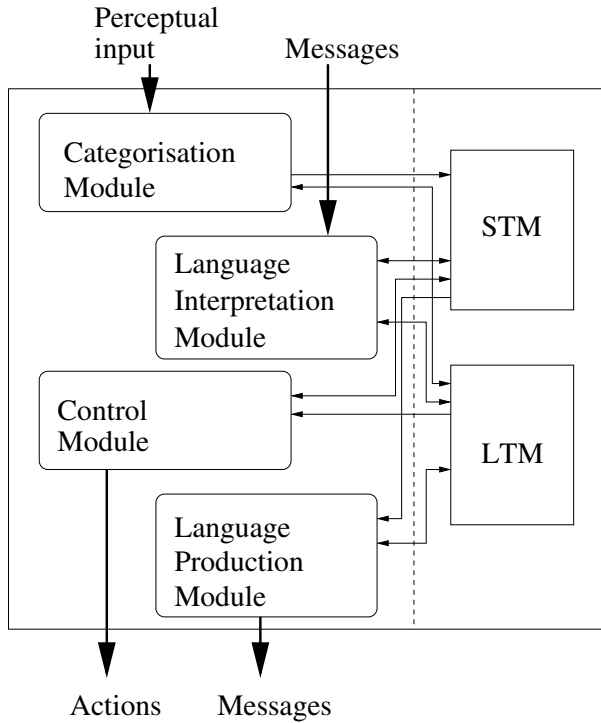 Perceptual
input
Messages
Categorisation
Module
STM
Language
Interpretation
Module
Control
Module
LTM
Language
Production
Module
Actions
Messages